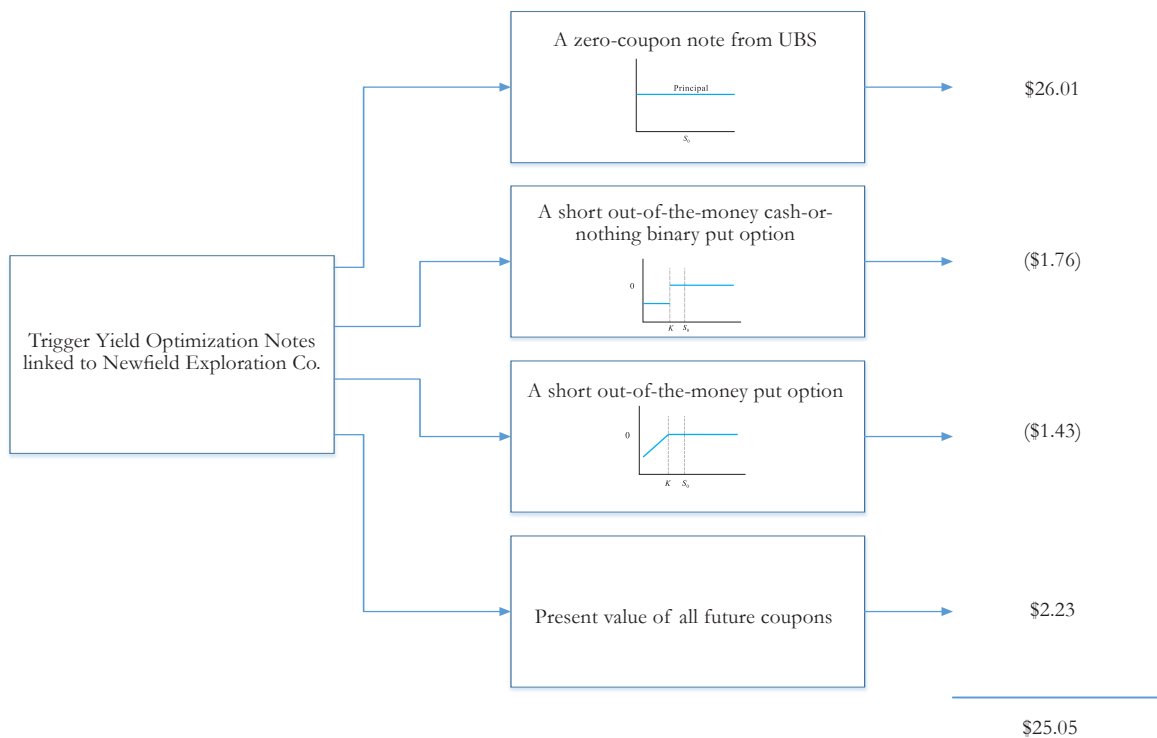 A zero-coupon note from UBS
Principal
S₀
$26.01
A short out-of-the-money cash-or-
nothing binary put option
0
K S₀
($1.76)
Trigger Yield Optimization Notes
linked to Newfield Exploration Co.
A short out-of-the-money put option
0
K S₀
($1.43)
Present value of all future coupons
$2.23
$25.05